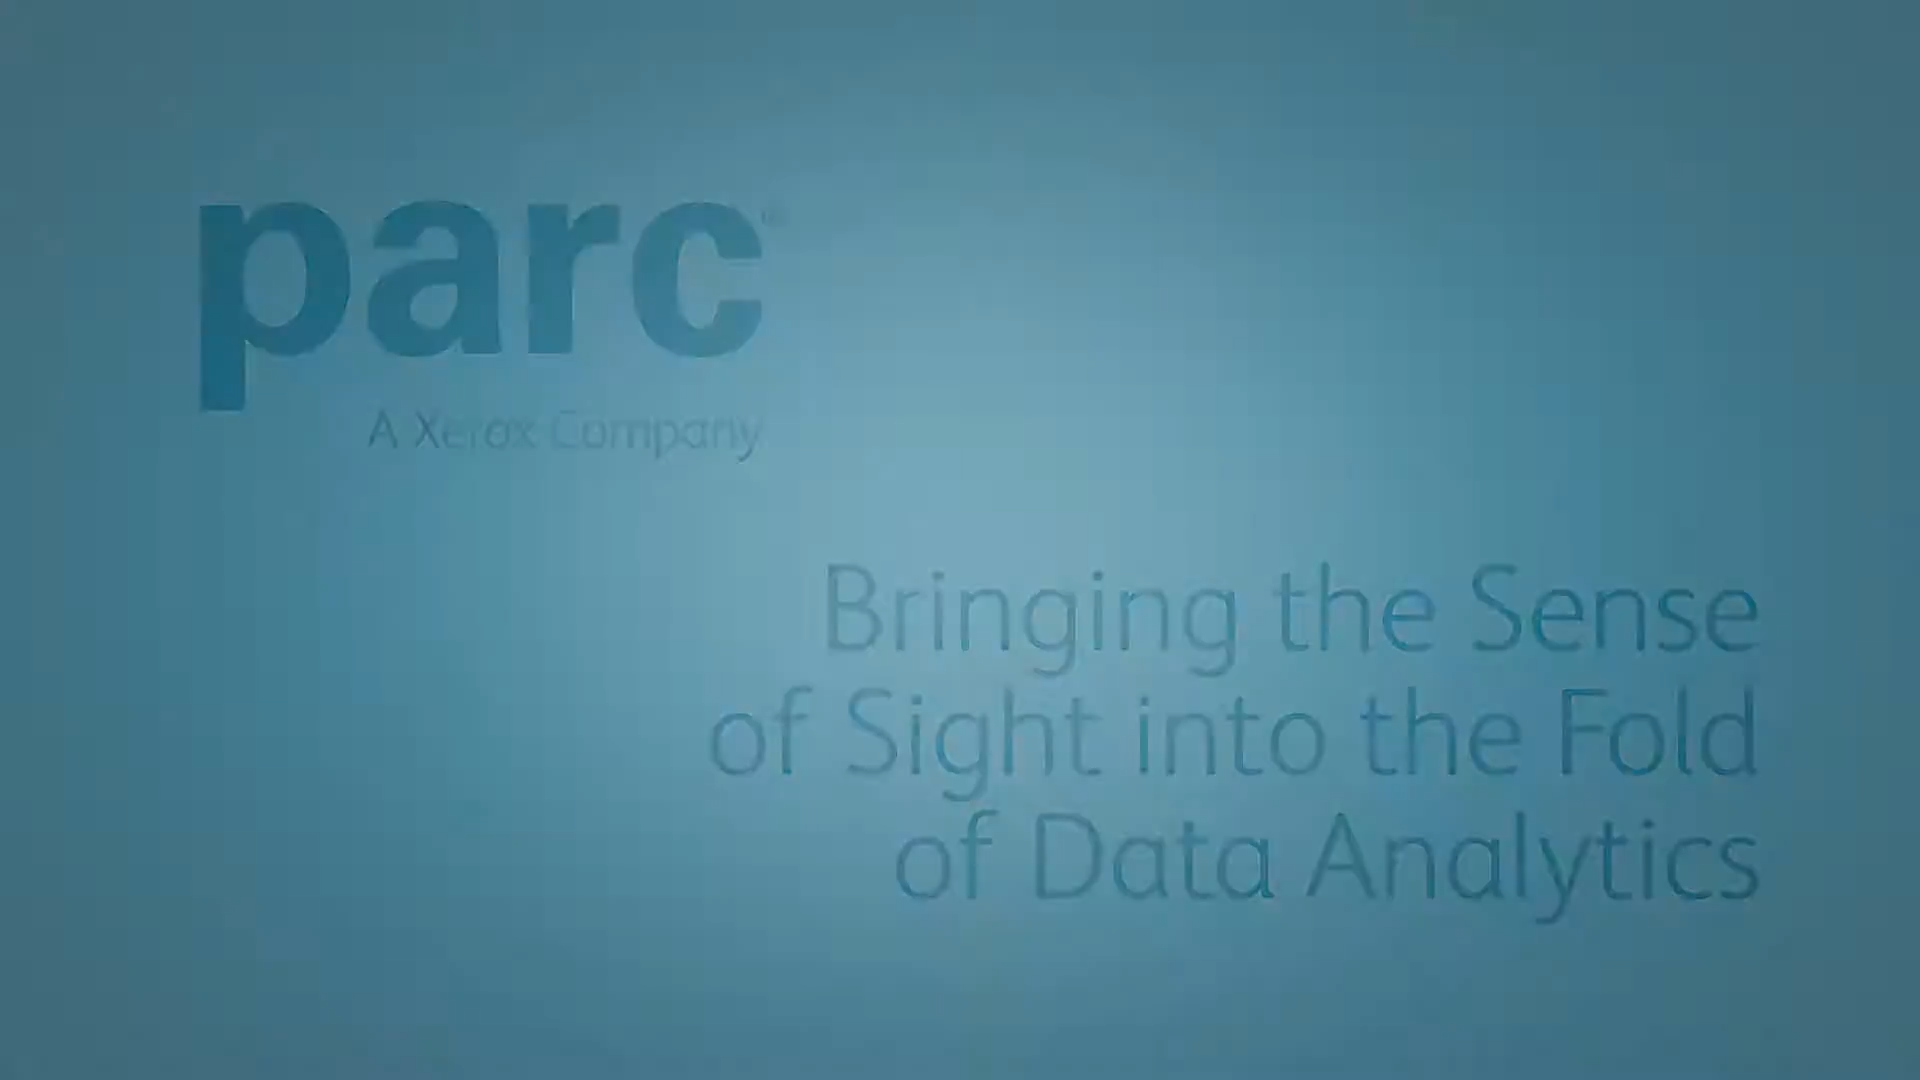 parc
A Xerox Company
Bringing the Sense
of Sight into the Fold
of Data Analytics